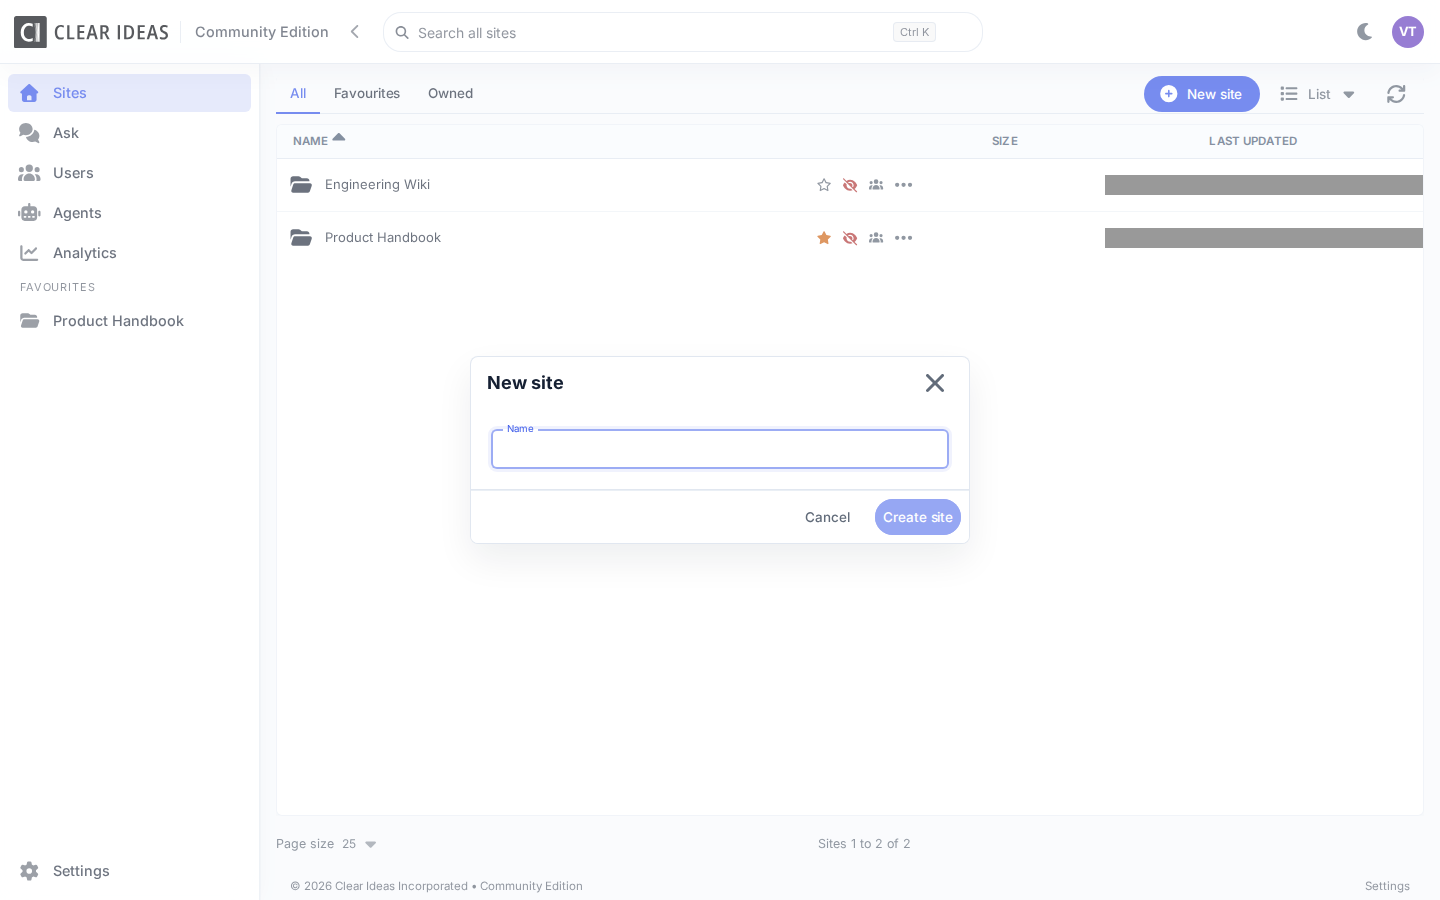 CI CLEAR IDEAS
Community Edition
Search all sites
Ctrl K
VT
Sites
Ask
Users
Agents
Analytics
FAVOURITES
Product Handbook
Settings
All
Favourites
Owned
New site
List
NAME
SIZE
LAST UPDATED
Engineering Wiki
Product Handbook
New site
Name
Cancel
Create site
Page size 25
Sites 1 to 2 of 2
© 2026 Clear Ideas Incorporated • Community Edition
Settings